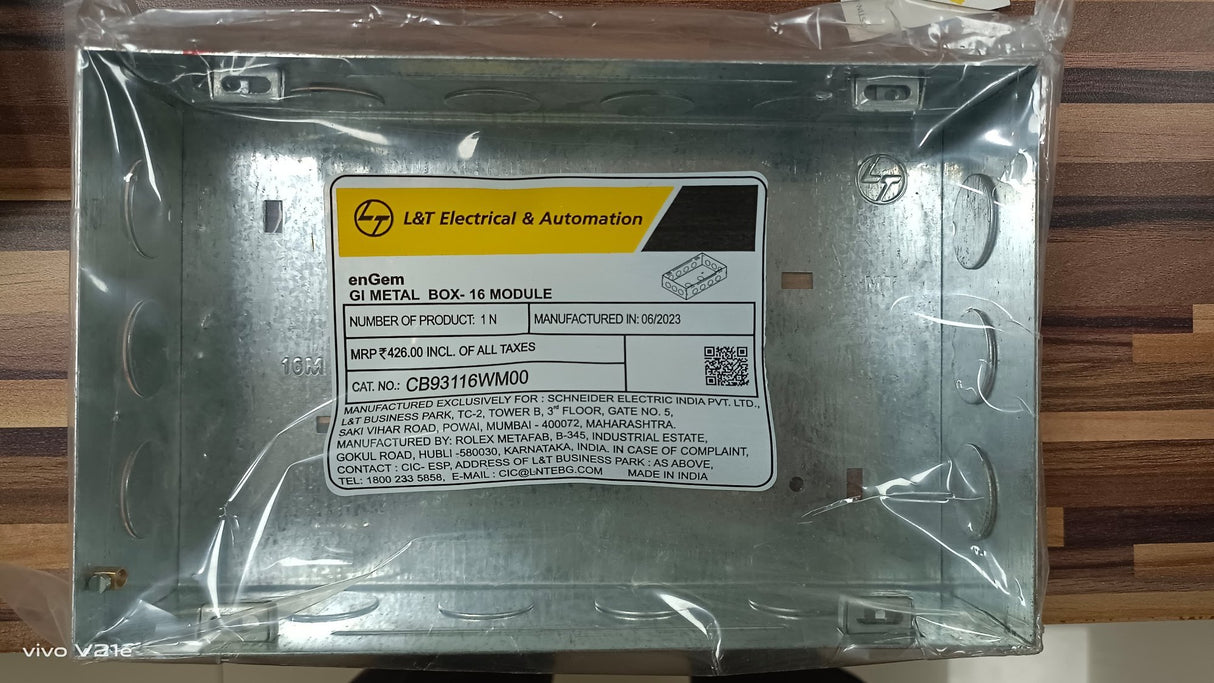 LT L&T Electrical & Automation
enGem
GI METAL BOX- 16 MODULE
NUMBER OF PRODUCT: 1 N
MANUFACTURED IN: 06/2023
MRP ₹426.00 INCL. OF ALL TAXES
CAT. NO.: CB93116WM00
MANUFACTURED EXCLUSIVELY FOR : SCHNEIDER ELECTRIC INDIA PVT. LTD.,
L&T BUSINESS PARK, TC-2, TOWER B, 3rd FLOOR, GATE NO. 5,
SAKI VIHAR ROAD, POWAI, MUMBAI - 400072, MAHARASHTRA.
MANUFACTURED BY: ROLEX METAFAB, B-345, INDUSTRIAL ESTATE,
GOKUL ROAD, HUBLI -580030, KARNATAKA, INDIA. IN CASE OF COMPLAINT,
CONTACT : CIC- ESP, ADDRESS OF L&T BUSINESS PARK : AS ABOVE,
TEL: 1800 233 5858, E-MAIL : CIC@LNTEBG.COM MADE IN INDIA
LT
16M
vivo V21e